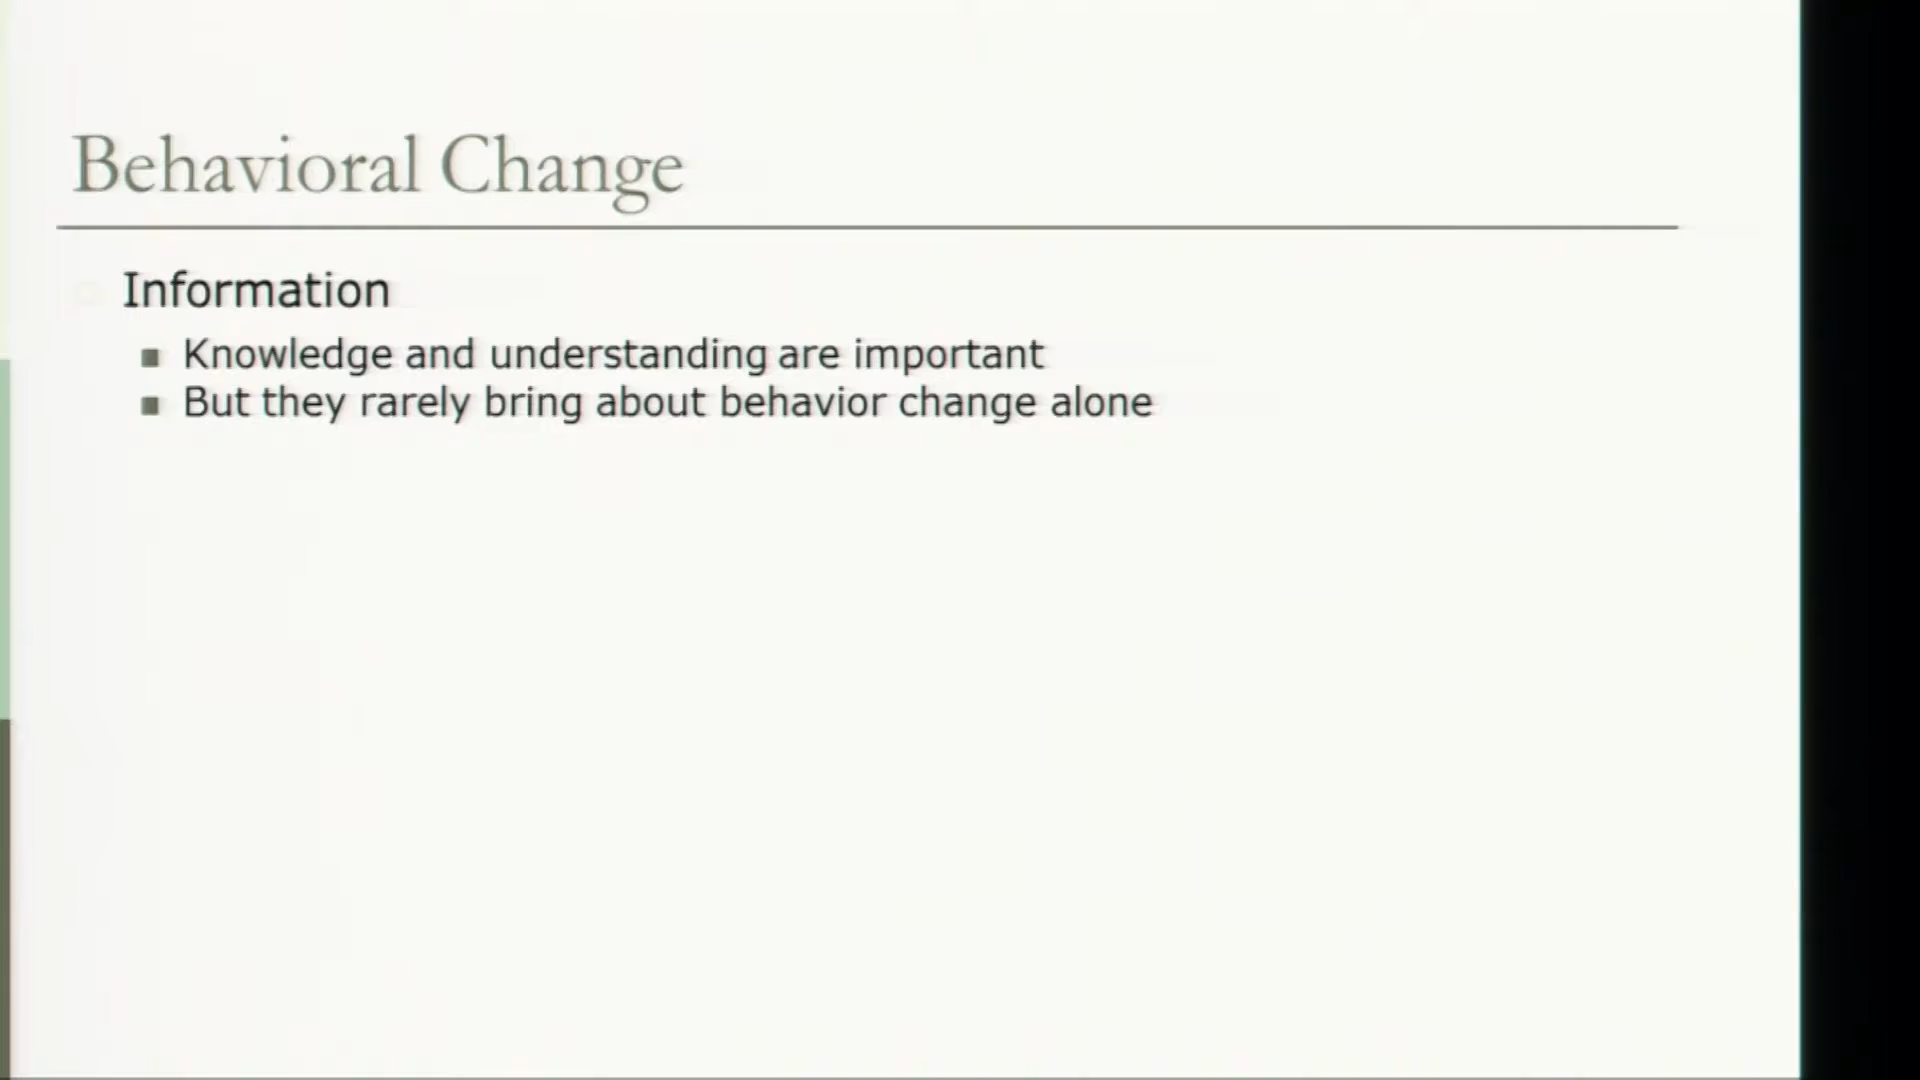 Behavioral Change
Information
Knowledge and understanding are important
But they rarely bring about behavior change alone